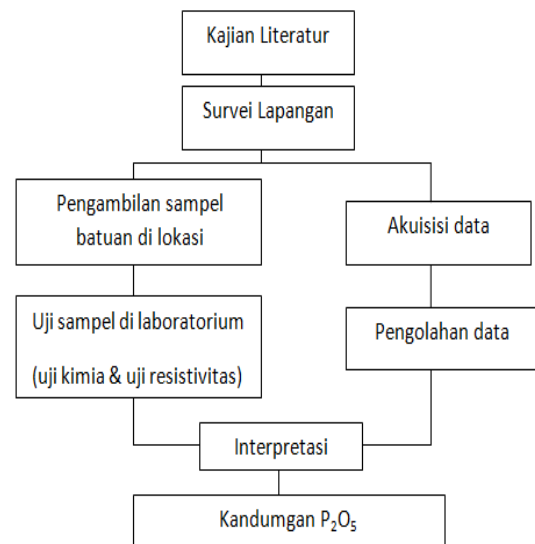 Kajian Literatur
Survei Lapangan
Pengambilan sampel
batuan di lokasi
Akuisisi data
Uji sampel di laboratorium
(uji kimia & uji resistivitas)
Pengolahan data
Interpretasi
Kandumgan P₂O₅